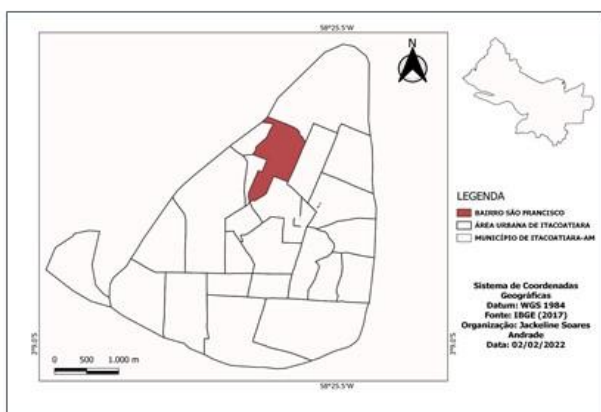 58°25.5'W
N
LEGENDA
BAIRRO SÃO FRANCISCO
ÁREA URBANA DE ITACOATIARA
MUNICÍPIO DE ITACOATIARA-AM
Sistema de Coordenadas
Geográficas
Datum: WGS 1984
Fonte: IBGE (2017)
Organização: Jackeline Soares
Andrade
Data: 02/02/2022
3°9.0'S
3°9.0'S
0 500 1.000 m
58°25.5'W